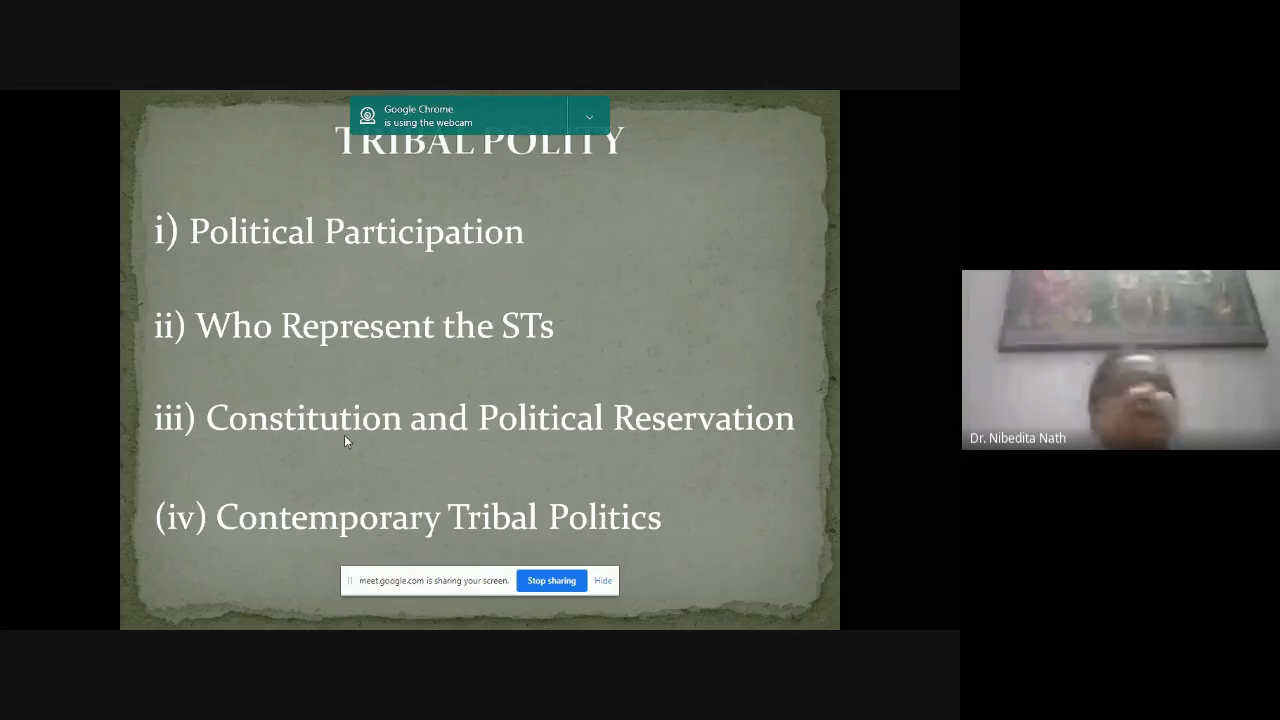 Google Chrome
is using the webcam
TRIBAL POLITY
i) Political Participation
ii) Who Represent the STs
iii) Constitution and Political Reservation
(iv) Contemporary Tribal Politics
meet.google.com is sharing your screen. Stop sharing Hide
Dr. Nibedita Nath